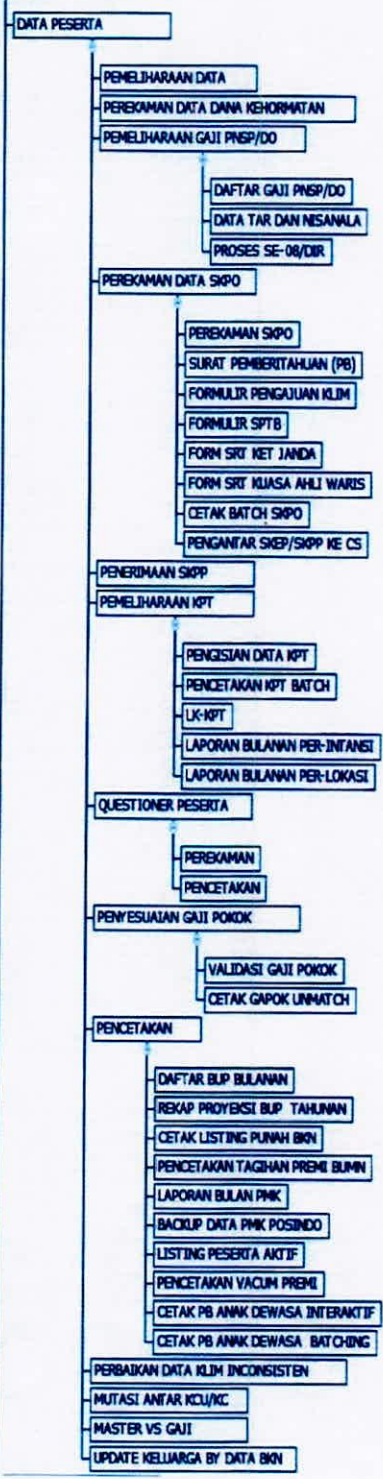 DATA PESERTA
PEMELIHARAAN DATA
PEREKAMAN DATA DANA KEHORMATAN
PEMELIHARAAN GAJI PNSP/DO
DAFTAR GAJI PNSP/DO
DATA TAR DAN NISANALA
PROSES SE-08/DIR
PEREKAMAN DATA SKPO
PEREKAMAN SKPO
SURAT PEMBERITAHUAN (PB)
FORMULIR PENGAJUAN KLIM
FORMULIR SPTB
FORM SRT KET JANDA
FORM SRT KUASA AHLI WARIS
CETAK BATCH SKPO
PENGANTAR SKEP/SKPP KE CS
PENERIMAAN SKPP
PEMELIHARAAN KPT
PENGISIAN DATA KPT
PENCETAKAN KPT BATCH
LK-KPT
LAPORAN BULANAN PER-INTANSI
LAPORAN BULANAN PER-LOKASI
QUESTIONER PESERTA
PEREKAMAN
PENCETAKAN
PENYESUAIAN GAJI POKOK
VALIDASI GAJI POKOK
CETAK GAPOK UNMATCH
PENCETAKAN
DAFTAR BUP BULANAN
REKAP PROYEKSI BUP TAHUNAN
CETAK LISTING PUNAH BKN
PENCETAKAN TAGIHAN PREMI BUMN
LAPORAN BULAN PMK
BACKUP DATA PMK POSINDO
LISTING PESERTA AKTIF
PENCETAKAN VACUM PREMI
CETAK PB ANAK DEWASA INTERAKTIF
CETAK PB ANAK DEWASA BATCHING
PERBAIKAN DATA KLIM INCONSISTEN
MUTASI ANTAR KCU/KC
MASTER VS GAJI
UPDATE KELUARGA BY DATA BKN